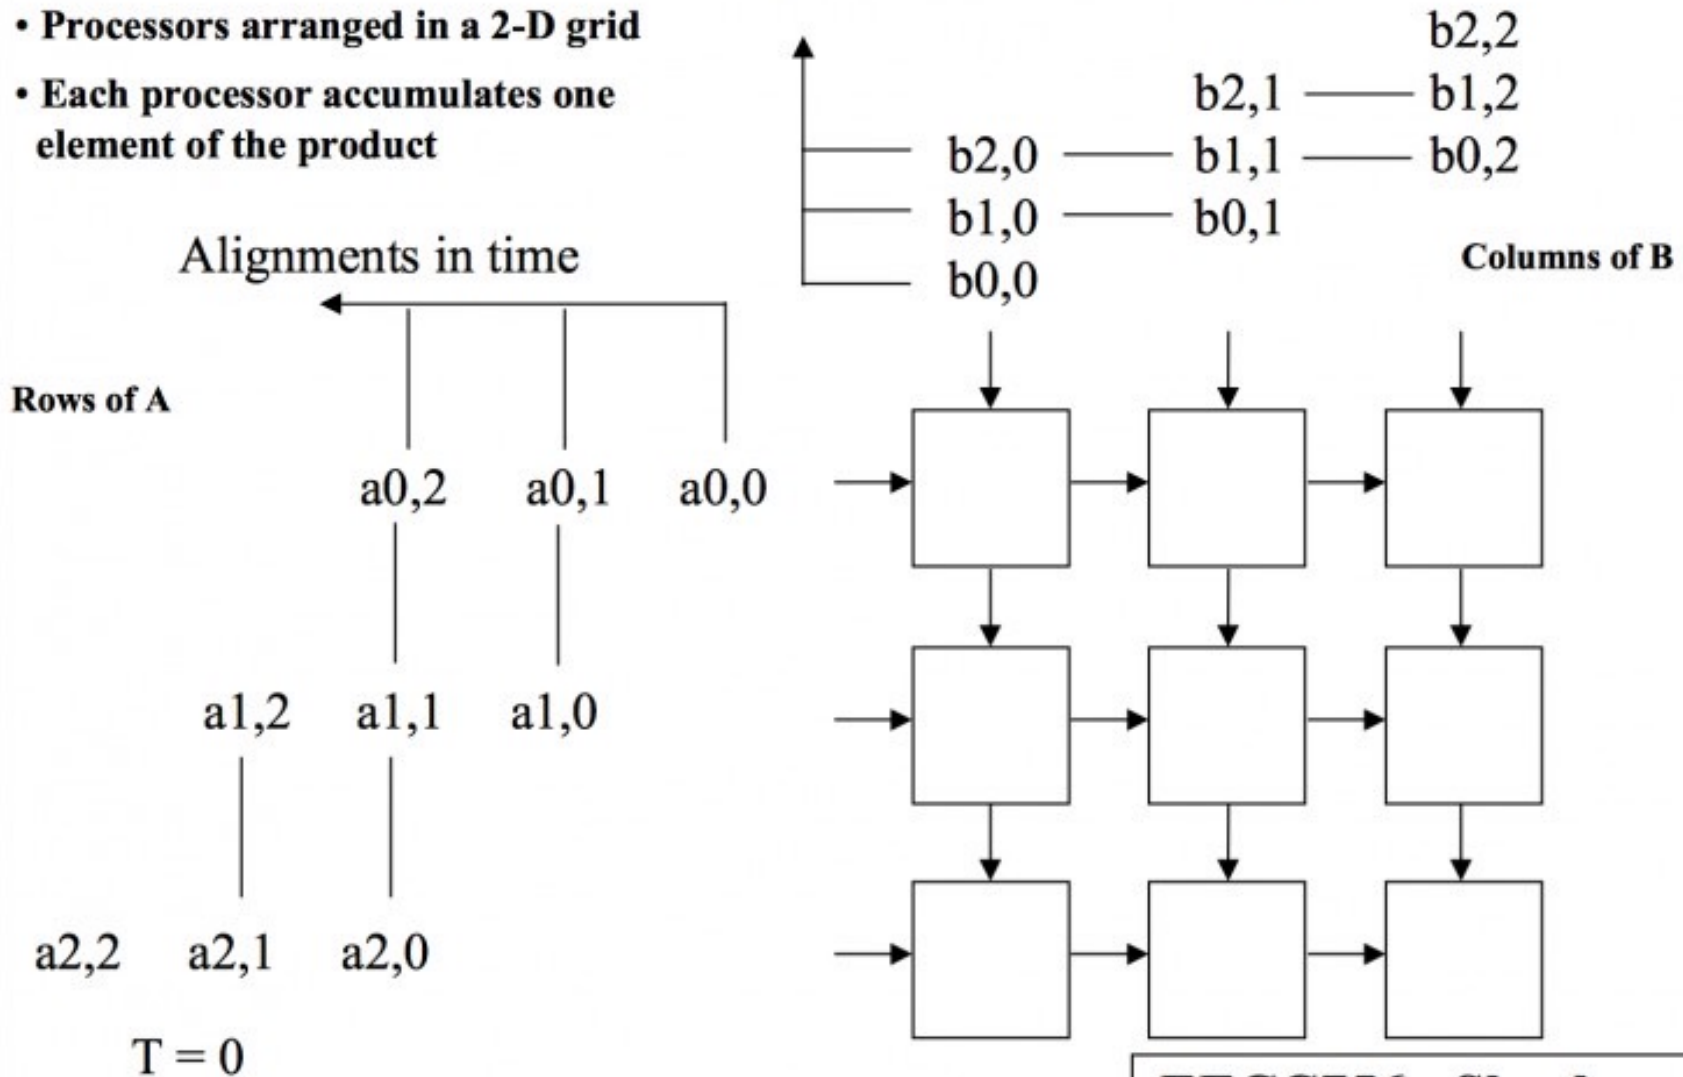 • Processors arranged in a 2-D grid
• Each processor accumulates one
element of the product
b2,2
b2,1 b1,2
b2,0 b1,1 b0,2
b1,0 b0,1
b0,0
Alignments in time
Columns of B
Rows of A
a0,2 a0,1 a0,0
a1,2 a1,1 a1,0
a2,2 a2,1 a2,0
T = 0